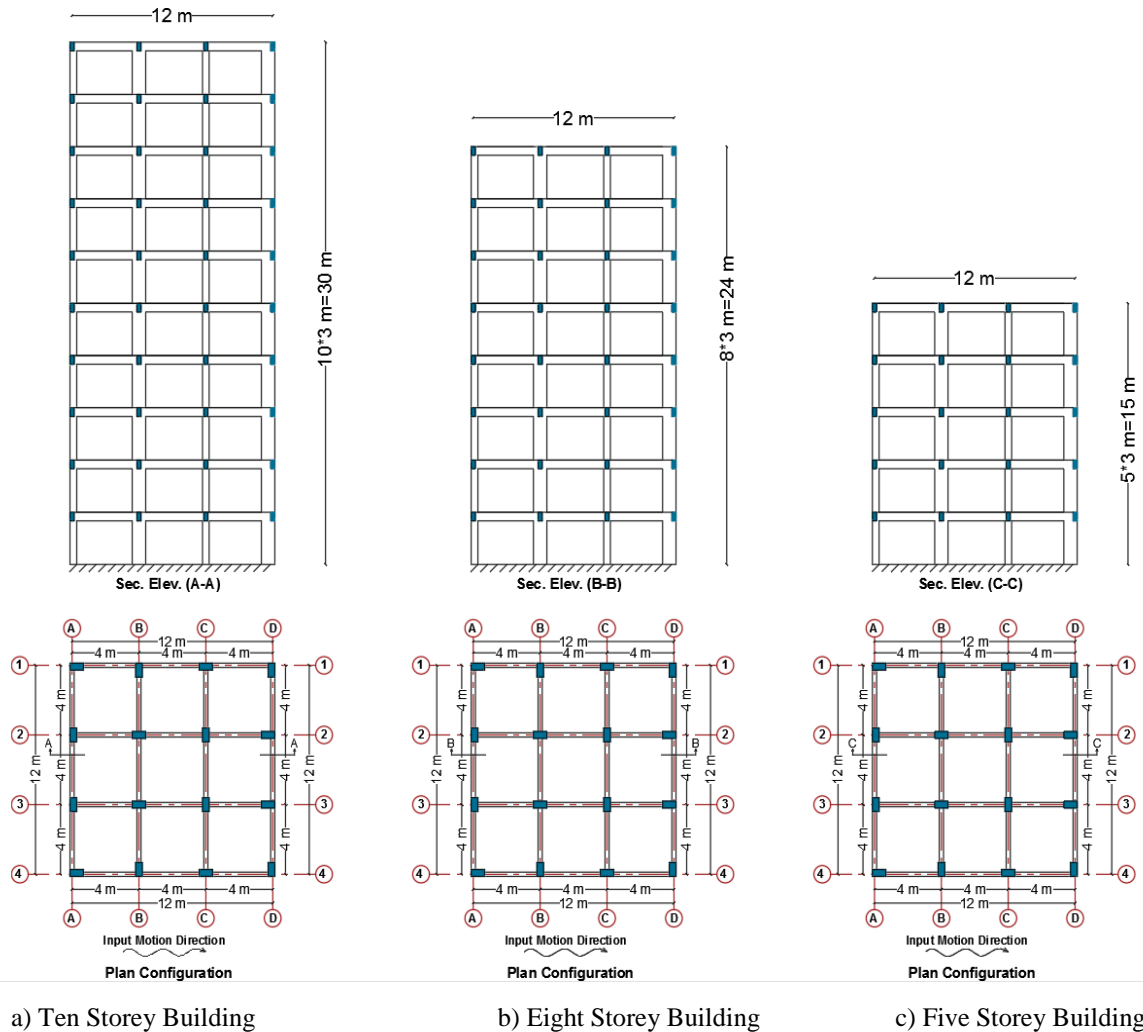 12 m
10*3 m=30 m
Sec. Elev. (A-A)
12 m
8*3 m=24 m
Sec. Elev. (B-B)
12 m
5*3 m=15 m
Sec. Elev. (C-C)
A B C D
12 m
4 m 4 m 4 m
1 1
4 m 4 m
2 2
A A
12 m 4 m 4 m 12 m
3 3
4 m 4 m
4 4
4 m 4 m 4 m
12 m
A B C D
Input Motion Direction
Plan Configuration
A B C D
12 m
4 m 4 m 4 m
1 1
4 m 4 m
2 2
B B
12 m 4 m 4 m 12 m
3 3
4 m 4 m
4 4
4 m 4 m 4 m
12 m
A B C D
Input Motion Direction
Plan Configuration
A B C D
12 m
4 m 4 m 4 m
1 1
4 m 4 m
2 2
C C
12 m 4 m 4 m 12 m
3 3
4 m 4 m
4 4
4 m 4 m 4 m
12 m
A B C D
Input Motion Direction
Plan Configuration
a) Ten Storey Building
b) Eight Storey Building
c) Five Storey Building